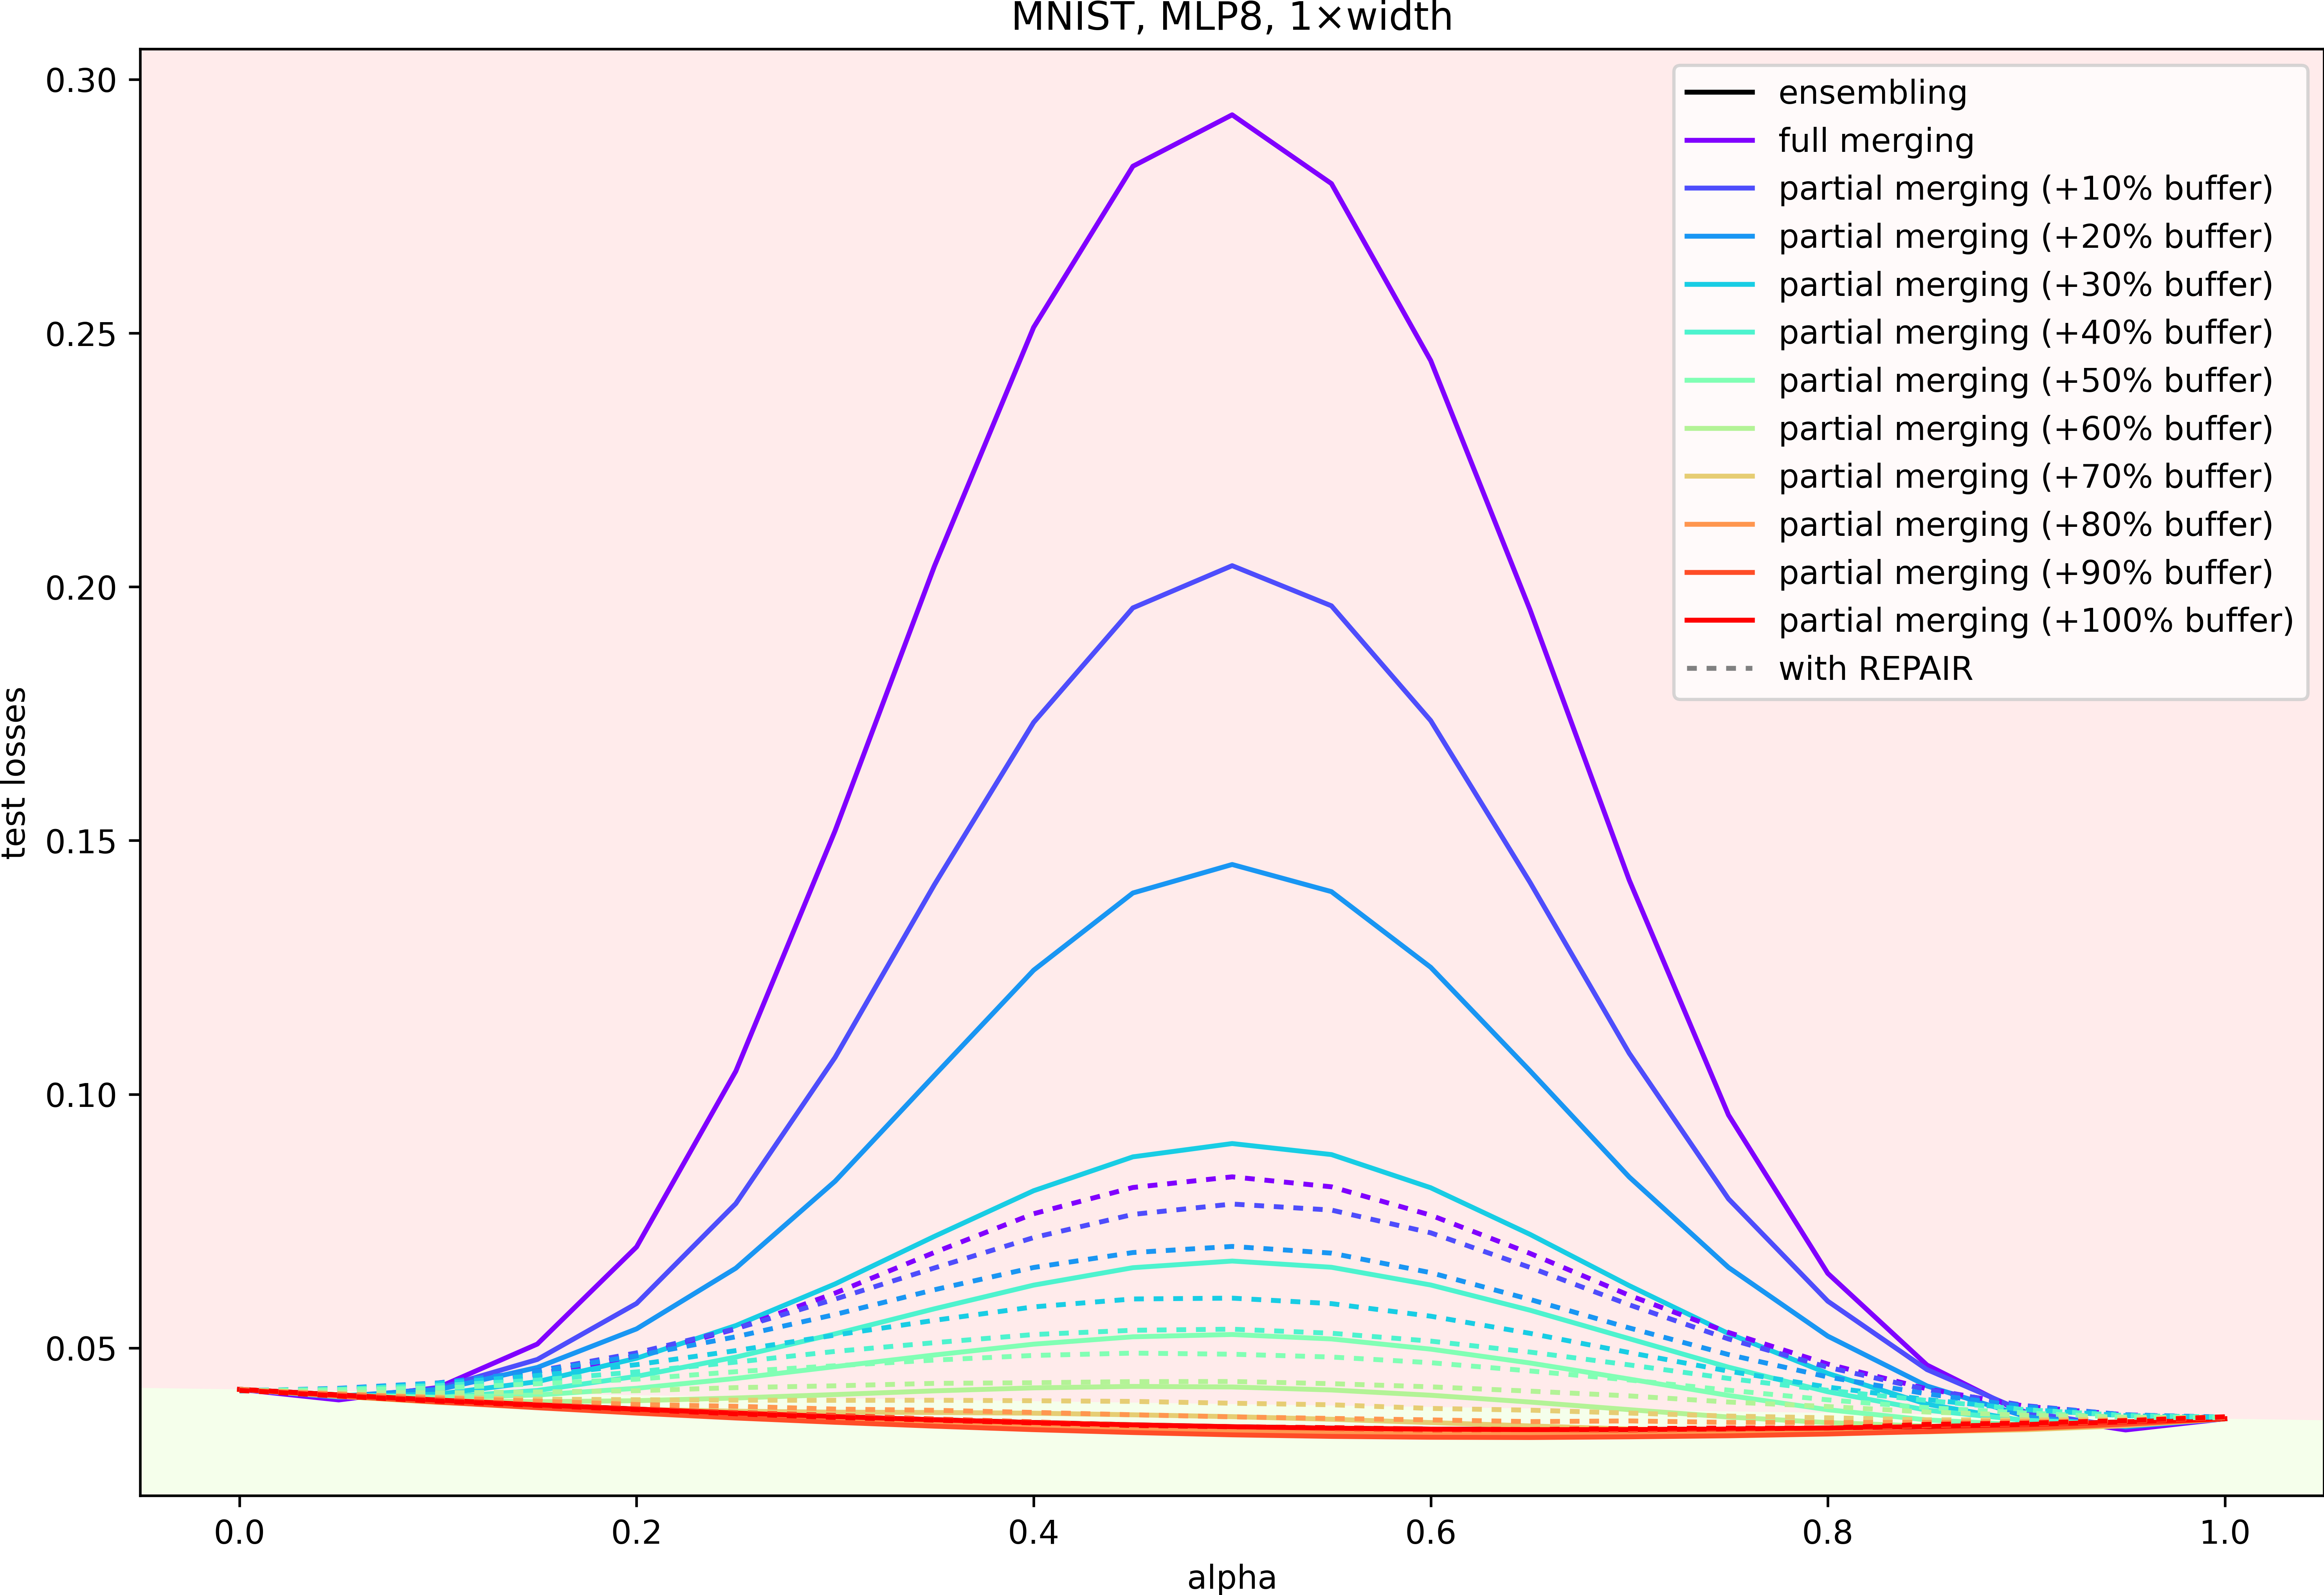 MNIST, MLP8, 1×width
0.30
0.25
0.20
0.15
0.10
0.05
test losses
ensembling
full merging
partial merging (+10% buffer)
partial merging (+20% buffer)
partial merging (+30% buffer)
partial merging (+40% buffer)
partial merging (+50% buffer)
partial merging (+60% buffer)
partial merging (+70% buffer)
partial merging (+80% buffer)
partial merging (+90% buffer)
partial merging (+100% buffer)
with REPAIR
0.0 0.2 0.4 0.6 0.8 1.0
alpha